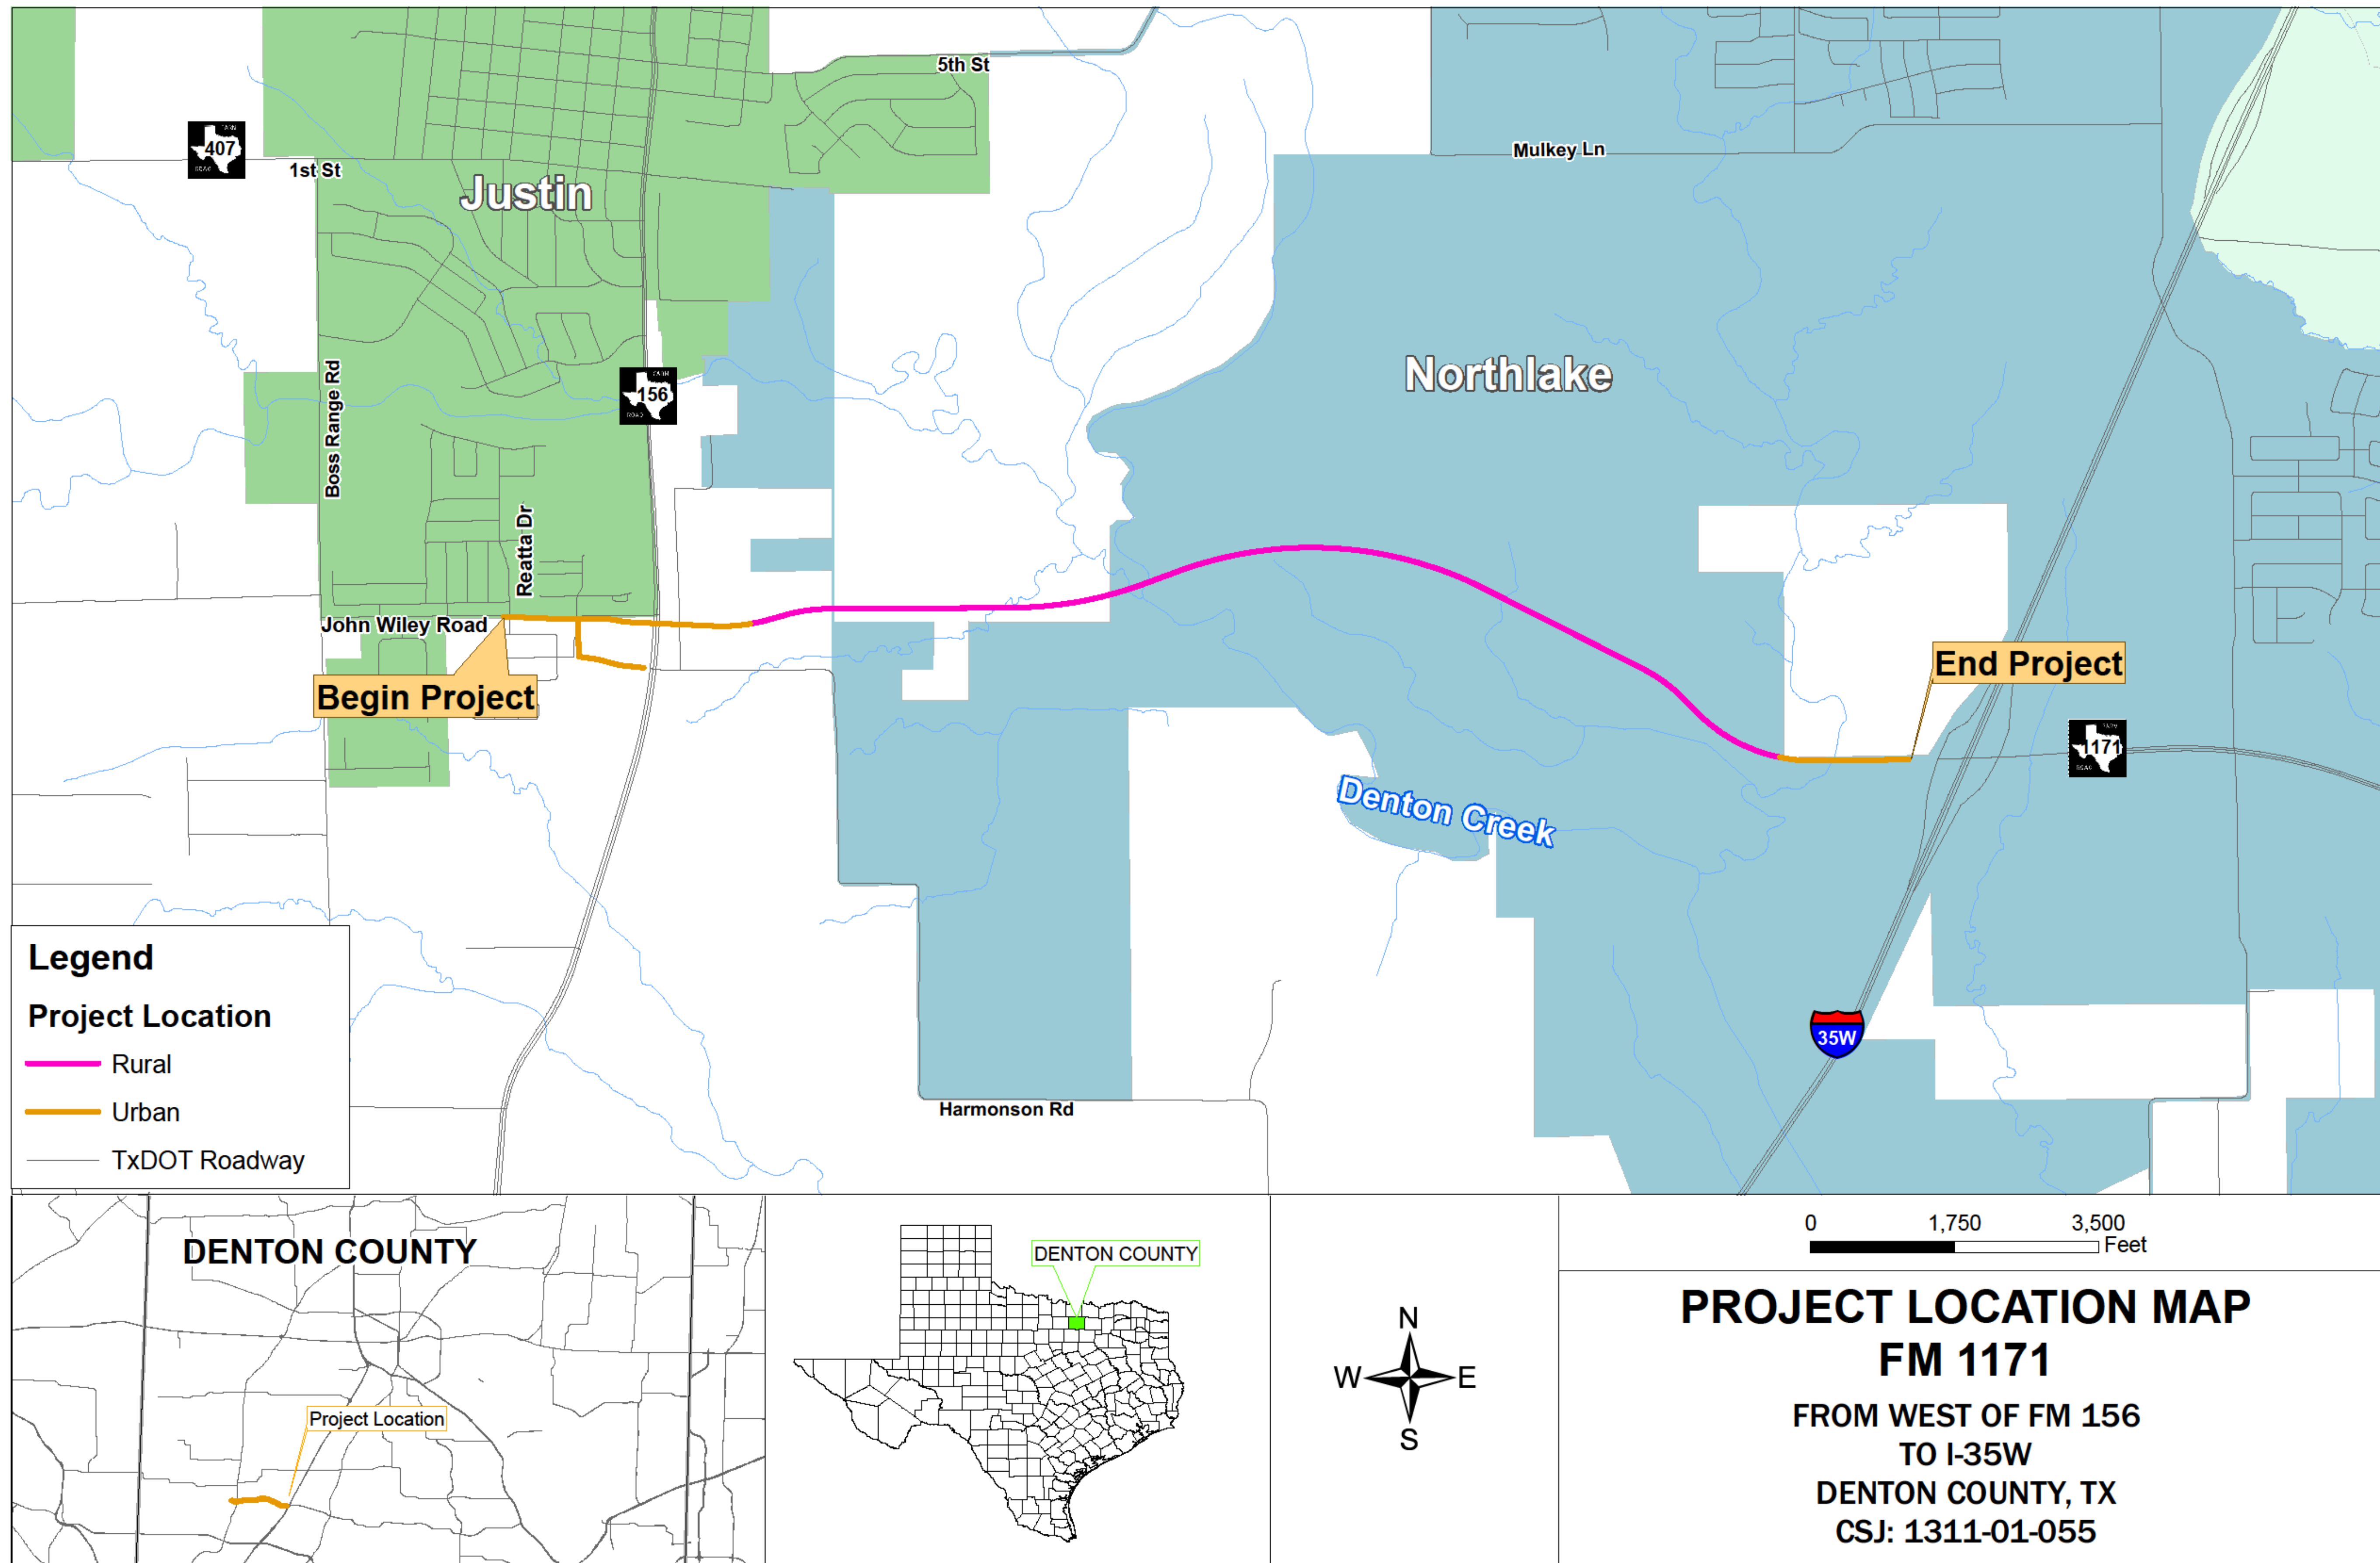 5th St
407
1st St
Mulkey Ln
Justin
Northlake
Boss Range Rd
156
Reatta Dr
John Wiley Road
Begin Project
End Project
1171
Denton Creek
35W
Harmonson Rd
Legend
Project Location
Rural
Urban
TxDOT Roadway
DENTON COUNTY
Project Location
DENTON COUNTY
N
W
E
S
0
1,750
3,500
Feet
PROJECT LOCATION MAP
FM 1171
FROM WEST OF FM 156
TO I-35W
DENTON COUNTY, TX
CSJ: 1311-01-055